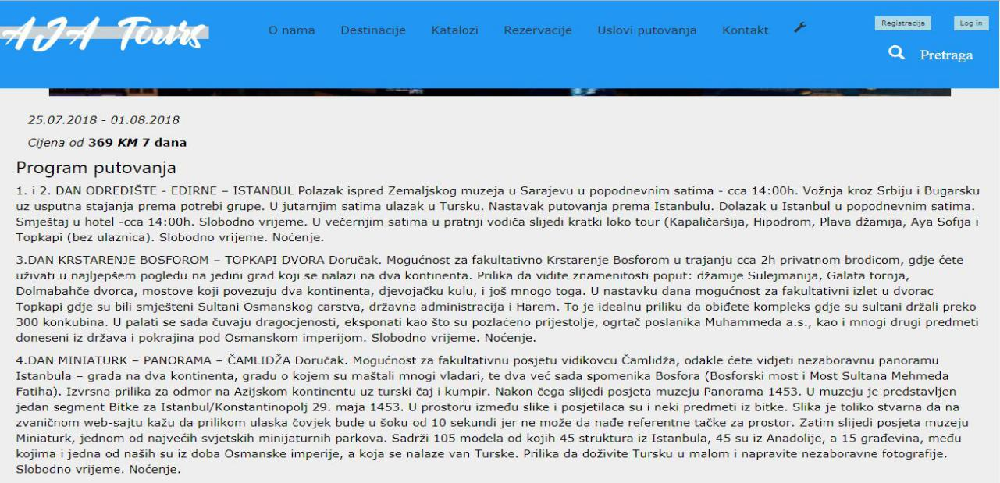 AJA Tours
O nama Destinacije Katalozi Rezervacije Uslovi putovanja Kontakt
Registracija Log in
Pretraga
25.07.2018 - 01.08.2018
Cijena od 369 KM 7 dana
Program putovanja
1. i 2. DAN ODREDIŠTE - EDIRNE – ISTANBUL Polazak ispred Zemaljskog muzeja u Sarajevu u popodnevnim satima - cca 14:00h. Vožnja kroz Srbiju i Bugarsku
uz usputna stajanja prema potrebi grupe. U jutarnjim satima ulazak u Tursku. Nastavak putovanja prema Istanbulu. Dolazak u Istanbul u popodnevnim satima.
Smještaj u hotel -cca 14:00h. Slobodno vrijeme. U večernjim satima u pratnji vodiča slijedi kratki loko tour (Kapaličaršija, Hipodrom, Plava džamija, Aya Sofija i
Topkapi (bez ulaznica). Slobodno vrijeme. Noćenje.
3.DAN KRSTARENJE BOSFOROM – TOPKAPI DVORA Doručak. Mogućnost za fakultativno Krstarenje Bosforom u trajanju cca 2h privatnom brodicom, gdje ćete
uživati u najljepšem pogledu na jedini grad koji se nalazi na dva kontinenta. Prilika da vidite znamenitosti poput: džamije Sulejmanija, Galata tornja,
Dolmabahče dvorca, mostove koji povezuju dva kontinenta, djevojačku kulu, i još mnogo toga. U nastavku dana mogućnost za fakultativni izlet u dvorac
Topkapi gdje su bili smješteni Sultani Osmanskog carstva, državna administracija i Harem. To je idealnu priliku da obiđete kompleks gdje su sultani držali preko
300 konkubina. U palati se sada čuvaju dragocjenosti, eksponati kao što su pozlaćeno prijestolje, ogrtač poslanika Muhammeda a.s., kao i mnogi drugi predmeti
doneseni iz država i pokrajina pod Osmanskom imperijom. Slobodno vrijeme. Noćenje.
4.DAN MINIATURK – PANORAMA – ČAMLIDŽA Doručak. Mogućnost za fakultativnu posjetu vidikovcu Čamlidža, odakle ćete vidjeti nezaboravnu panoramu
Istanbula – grada na dva kontinenta, gradu o kojem su maštali mnogi vladari, te dva već sada spomenika Bosfora (Bosforski most i Most Sultana Mehmeda
Fatiha). Izvrsna prilika za odmor na Azijskom kontinentu uz turski čaj i kumpir. Nakon čega slijedi posjeta muzeju Panorama 1453. U muzeju je predstavljen
jedan segment Bitke za Istanbul/Konstantinopolj 29. maja 1453. U prostoru između slike i posjetilaca su i neki predmeti iz bitke. Slika je toliko stvarna da na
zvaničnom web-sajtu kažu da prilikom ulaska čovjek bude u šoku od 10 sekundi jer ne može da nađe referentne tačke za prostor. Zatim slijedi posjeta muzeju
Miniaturk, jednom od najvećih svjetskih minijaturnih parkova. Sadrži 105 modela od kojih 45 struktura iz Istanbula, 45 su iz Anadolije, a 15 građevina, među
kojima i jedna od naših su iz doba Osmanske imperije, a koja se nalaze van Turske. Prilika da doživite Tursku u malom i napravite nezaboravne fotografije.
Slobodno vrijeme. Noćenje.